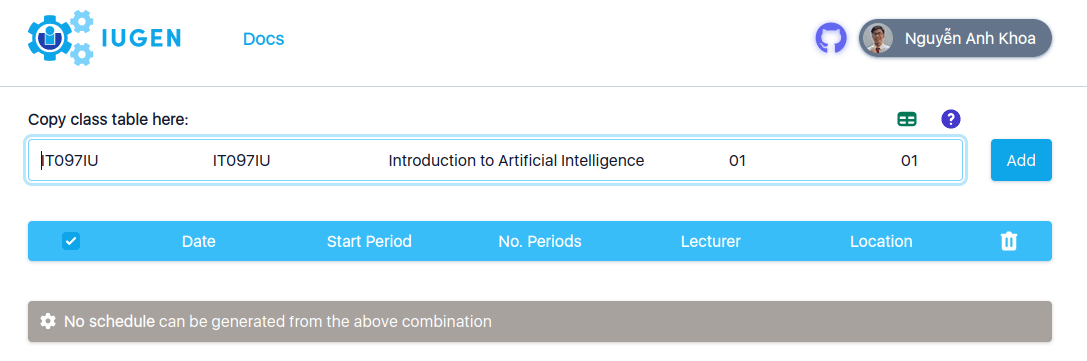 IUGEN Docs Nguyễn Anh Khoa
Copy class table here: ?
IT097IU IT097IU Introduction to Artificial Intelligence 01 01 Add
Date Start Period No. Periods Lecturer Location
No schedule can be generated from the above combination